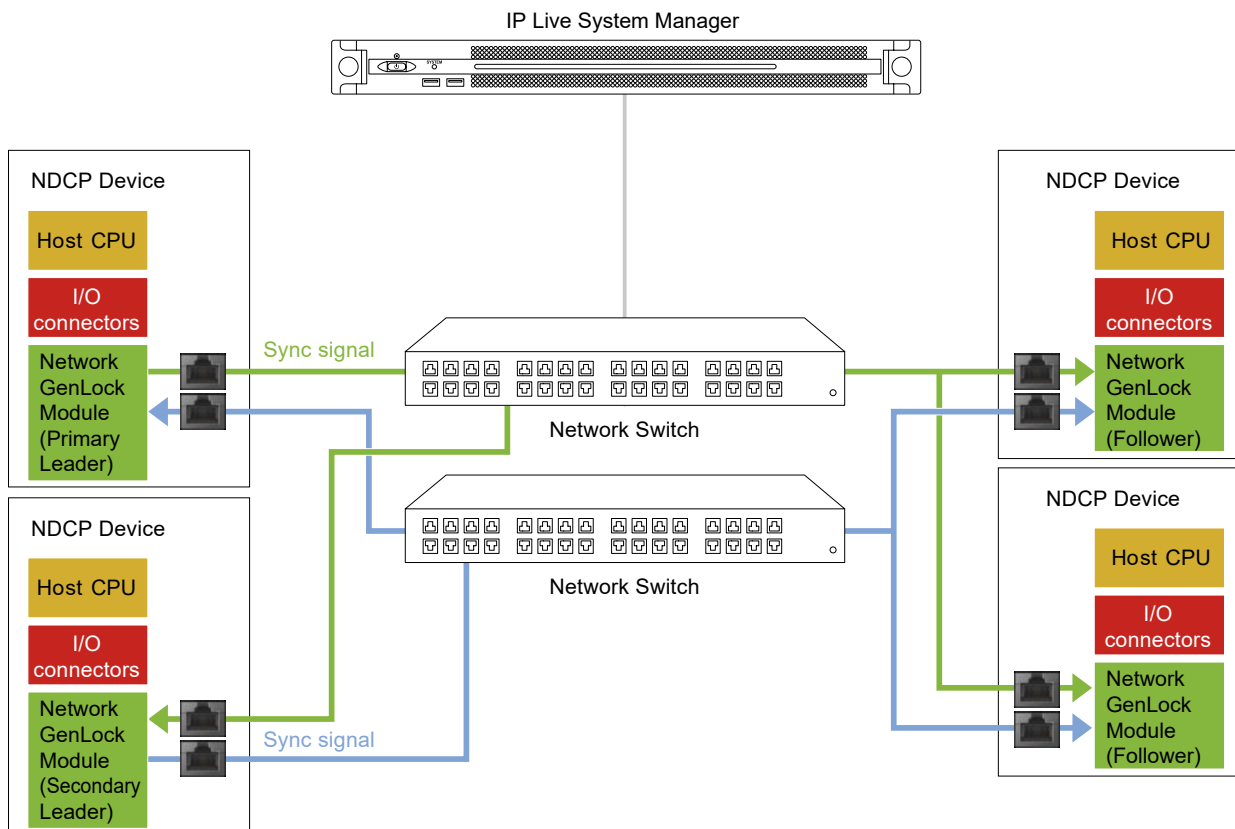 IP Live System Manager
SYSTEM
NDCP Device
Host CPU
I/O
connectors
Network
GenLock
Module
(Primary
Leader)
Sync signal
Network Switch
NDCP Device
Host CPU
I/O
connectors
Network
GenLock
Module
(Follower)
NDCP Device
Host CPU
I/O
connectors
Network
GenLock
Module
(Secondary
Leader)
Sync signal
Network Switch
NDCP Device
Host CPU
I/O
connectors
Network
GenLock
Module
(Follower)